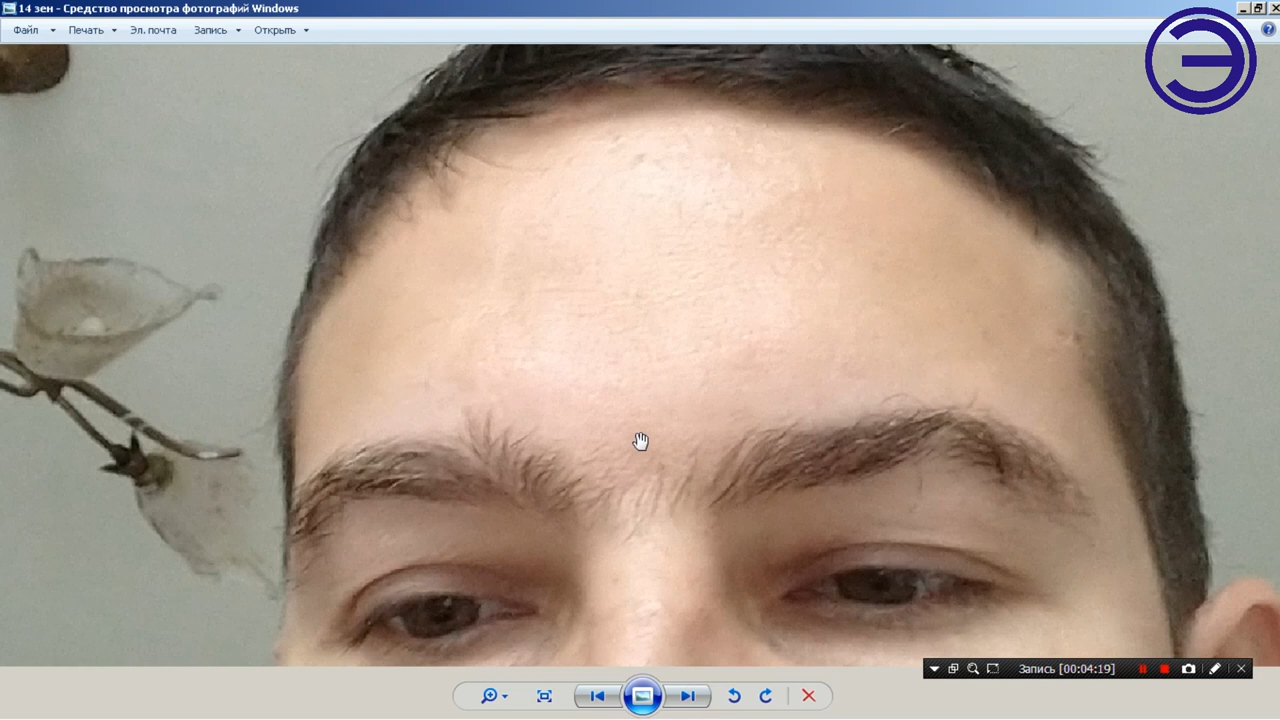 14 зен - Средство просмотра фотографий Windows
Файл Печать Эл. почта Запись Открыть
Э
Запись [00:04:19]